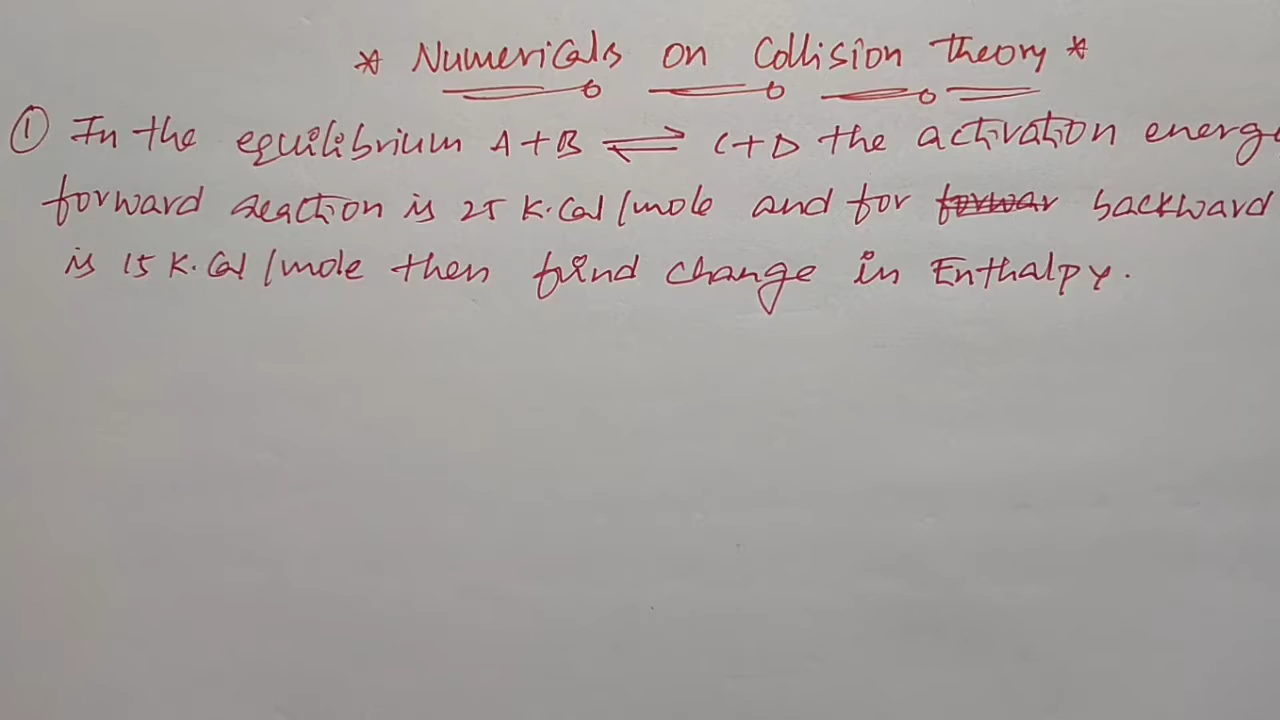 * Numericals on Collision theory *
① In the equilibrium A+B ⇌ C+D the activation energ
forward reaction is 25 K.Cal/mole and for forwar backward
is 15 K.Cal/mole then find change in Enthalpy.